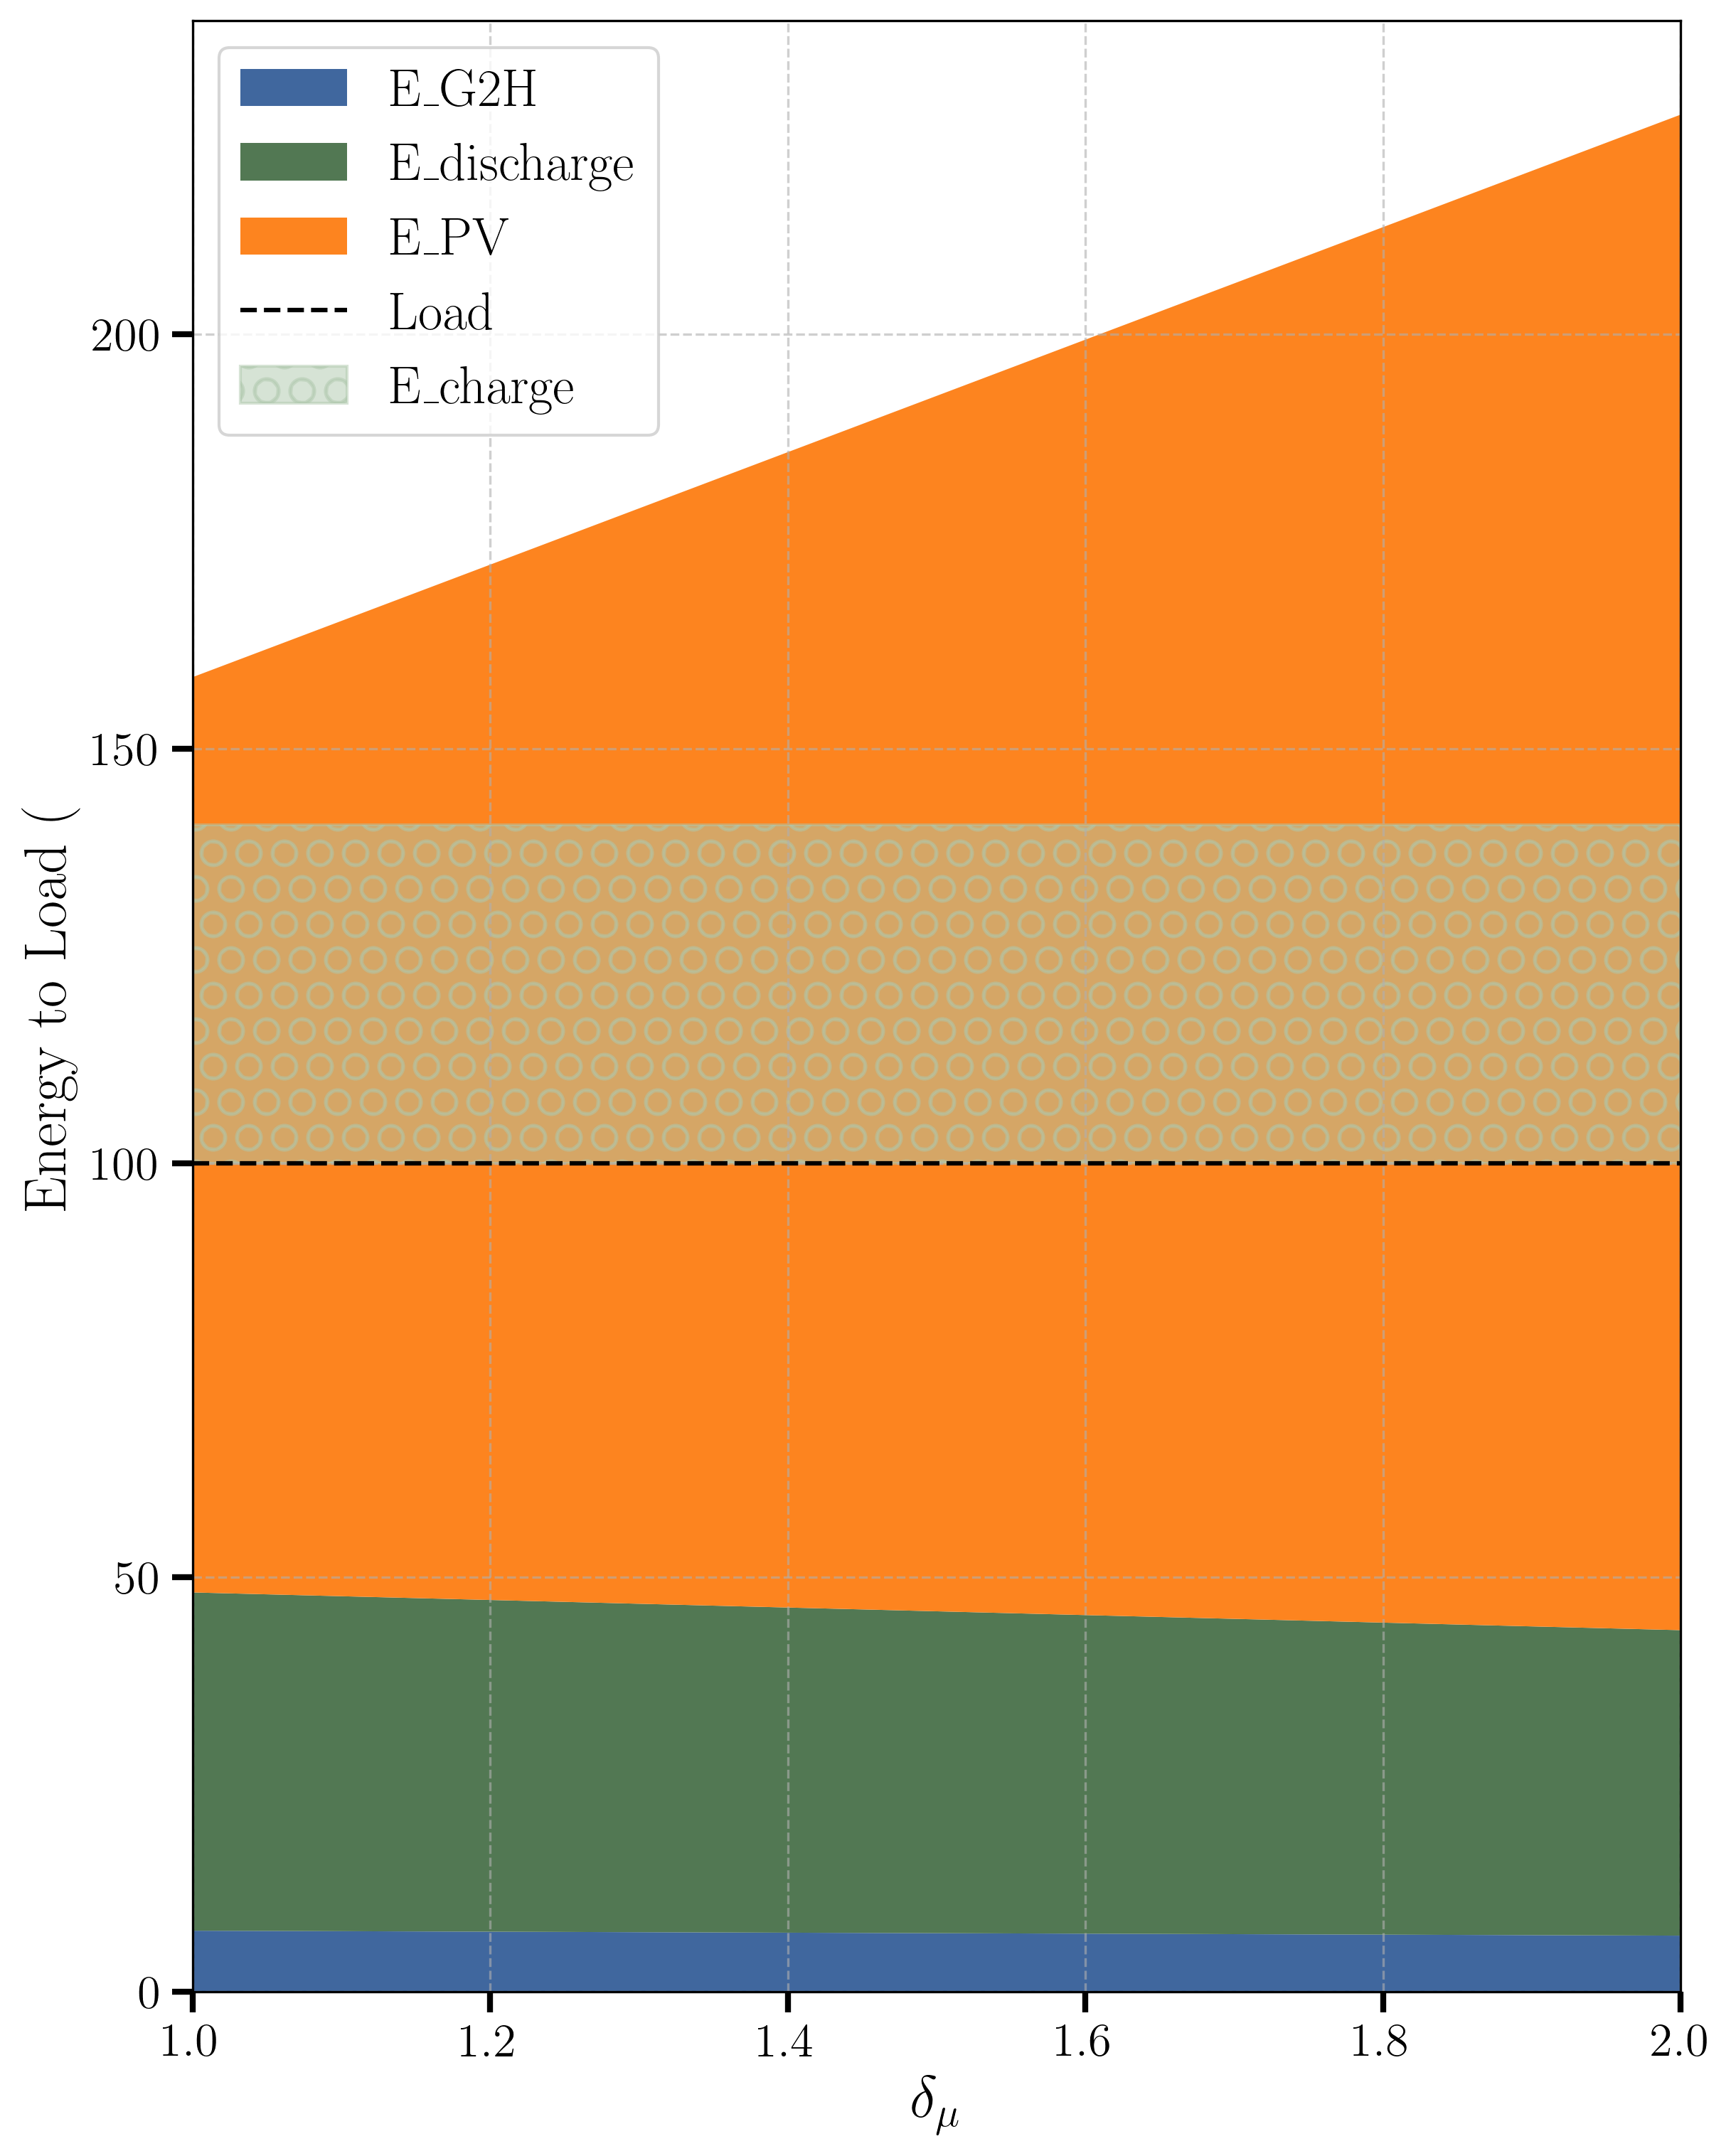 E_G2H
E_discharge
E_PV
Load
E_charge
200
150
100
50
0
Energy to Load (
1.0 1.2 1.4 1.6 1.8 2.0
δμ